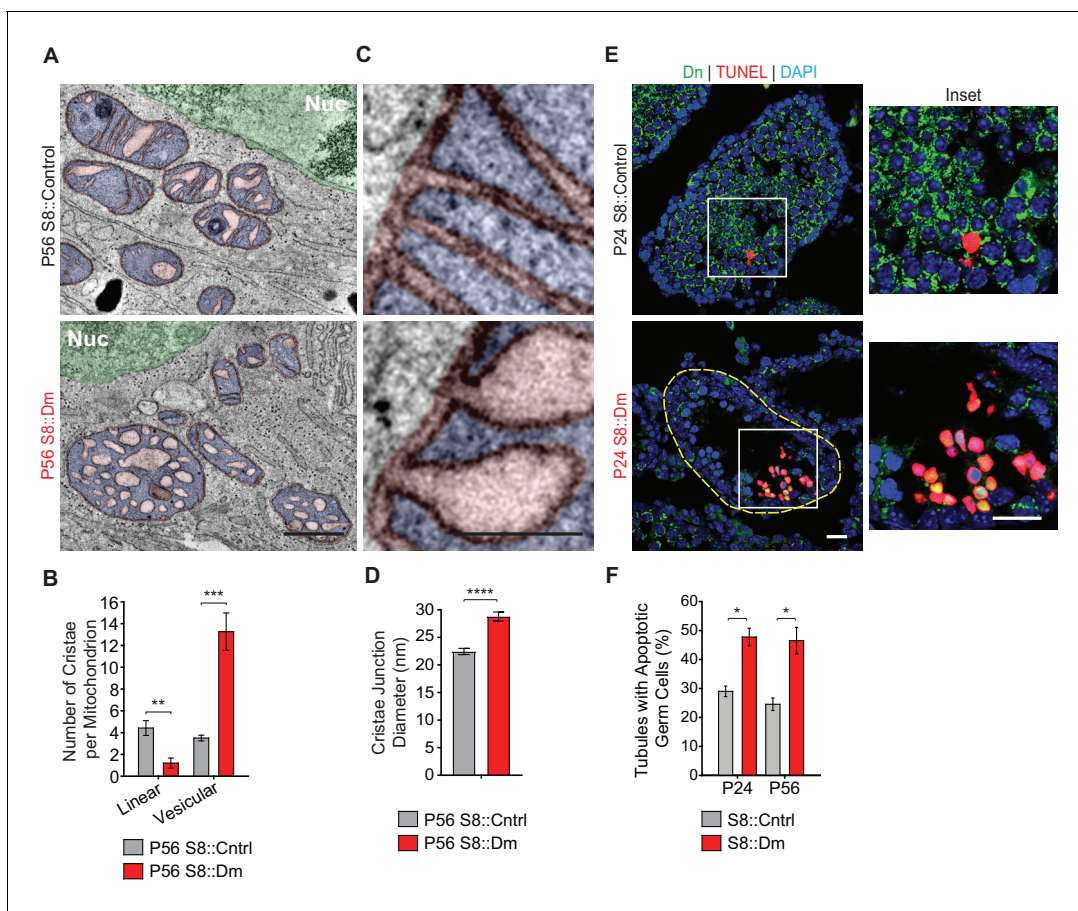 A
C
E
Dn | TUNEL | DAPI
Inset
P56 S8::Control
Nuc
P24 S8::Control
P56 S8::Dm
Nuc
P24 S8::Dm
B
Number of Cristae
per Mitochondrion
16
14
12
10
8
6
4
2
0
**
***
Linear
Vesicular
P56 S8::Cntrl
P56 S8::Dm
D
Cristae Junction
Diameter (nm)
30
25
20
15
10
5
0
****
P56 S8::Cntrl
P56 S8::Dm
F
Tubules with Apoptotic
Germ Cells (%)
60
50
40
30
20
10
0
*
*
P24
P56
S8::Cntrl
S8::Dm